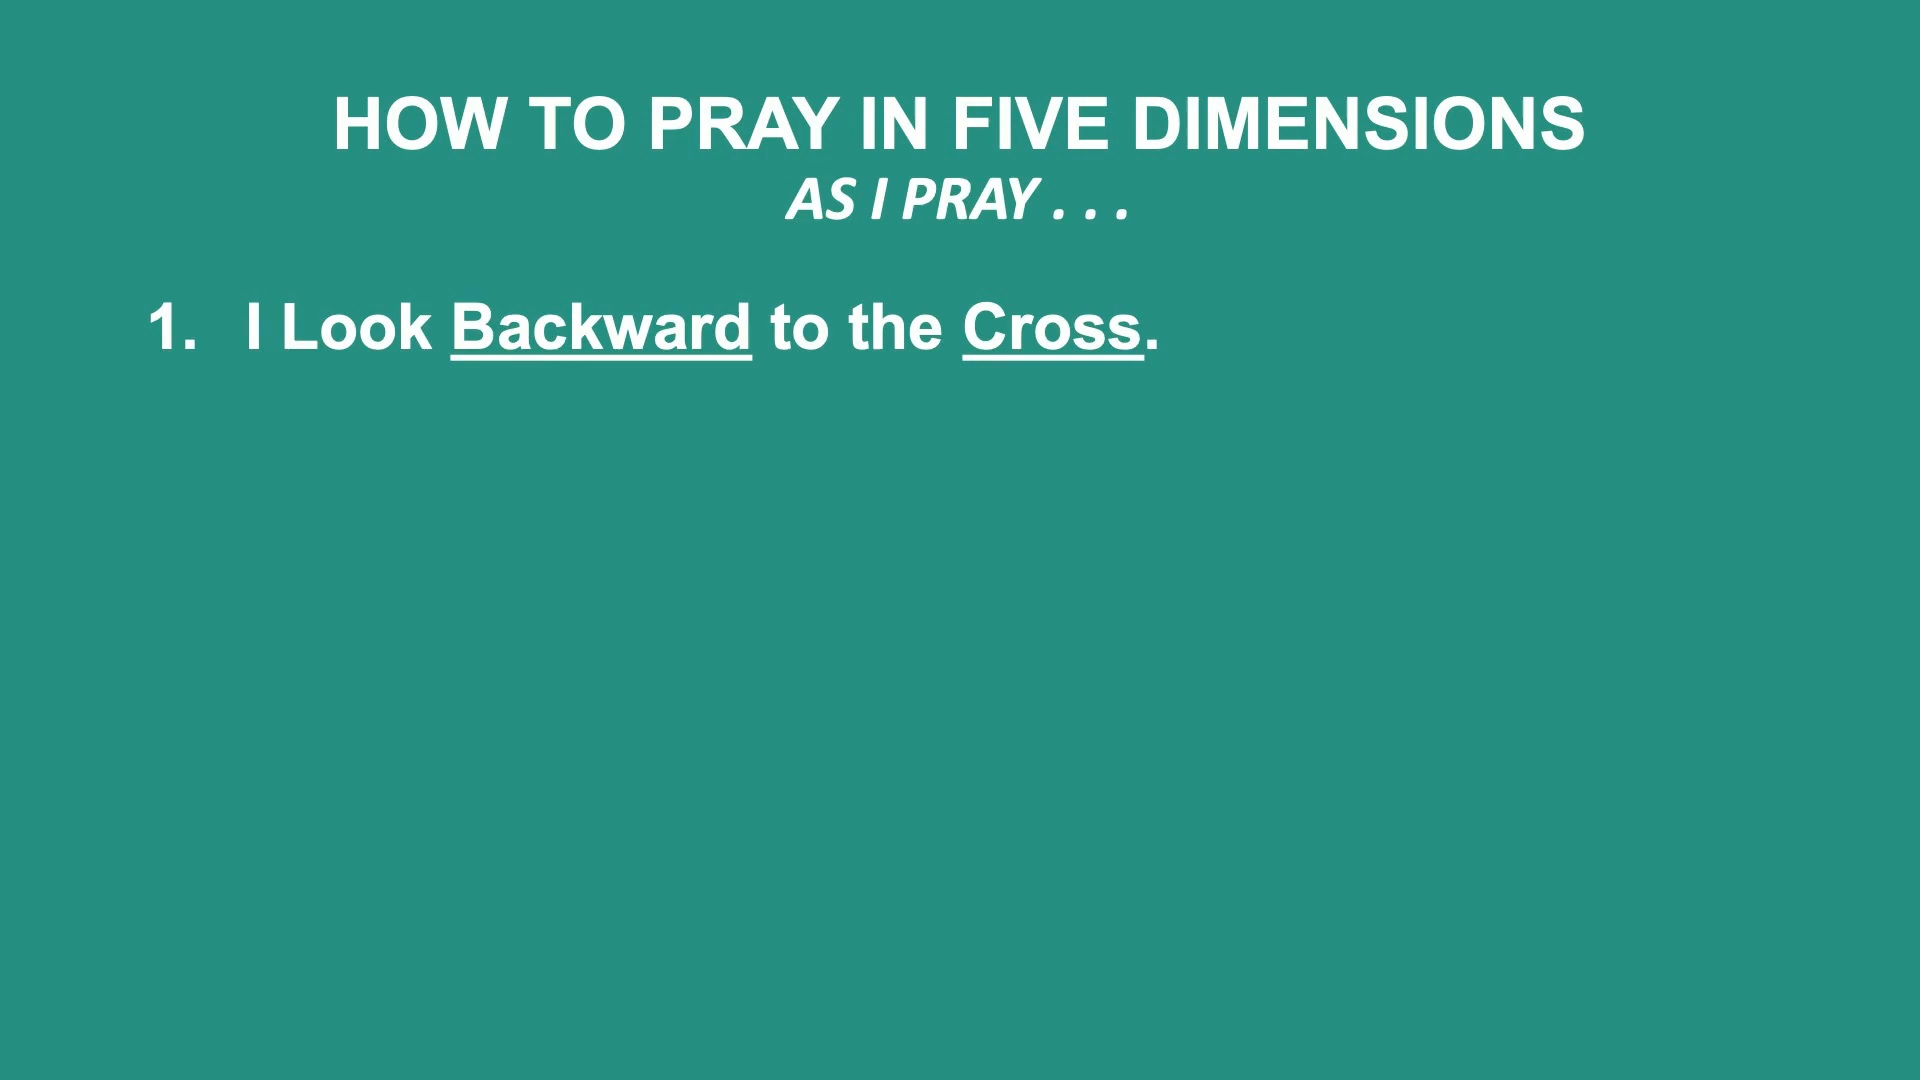 HOW TO PRAY IN FIVE DIMENSIONS
AS I PRAY . . .
1. I Look Backward to the Cross.